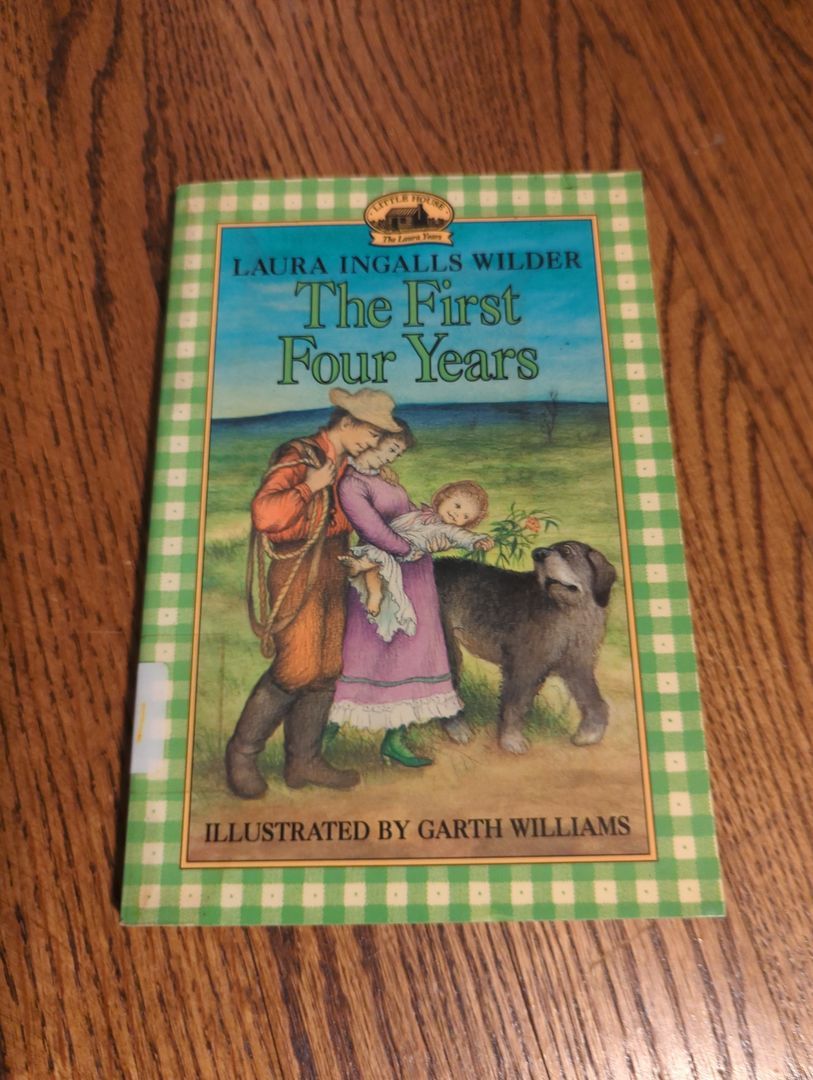 LITTLE HOUSE
The Laura Years
LAURA INGALLS WILDER
The First
Four Years
ILLUSTRATED BY GARTH WILLIAMS